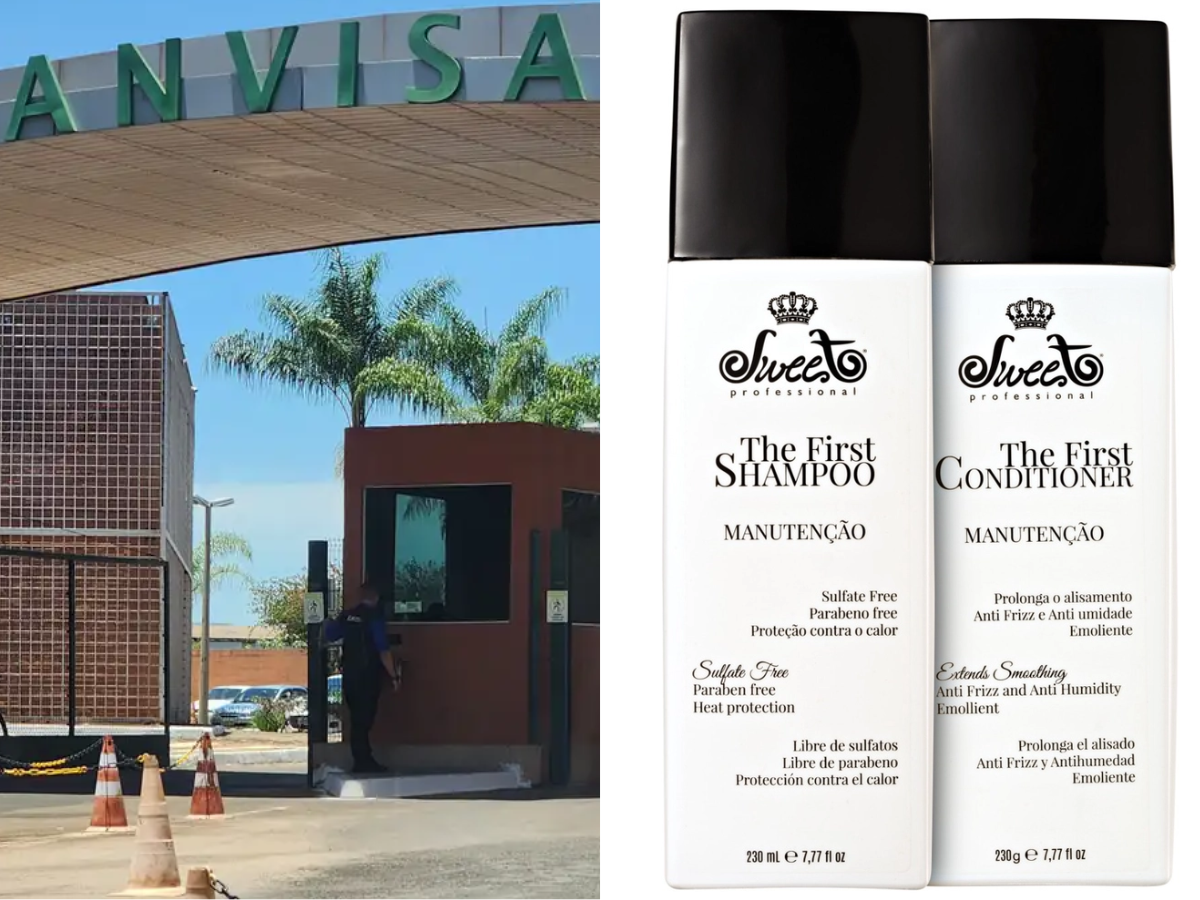 ANVISA
Sweet
professional
The First
SHAMPOO
MANUTENÇÃO
Sulfate Free
Parabeno free
Proteção contra o calor
Sulfate Free
Paraben free
Heat protection
Libre de sulfatos
Libre de parabeno
Protección contra el calor
230 mL ℮ 7,77 fl oz
Sweet
professional
The First
CONDITIONER
MANUTENÇÃO
Prolonga o alisamento
Anti Frizz e Anti umidade
Emoliente
Extends Smoothing
Anti Frizz and Anti Humidity
Emollient
Prolonga el alisado
Anti Frizz y Antihumedad
Emoliente
230g ℮ 7,77 fl oz